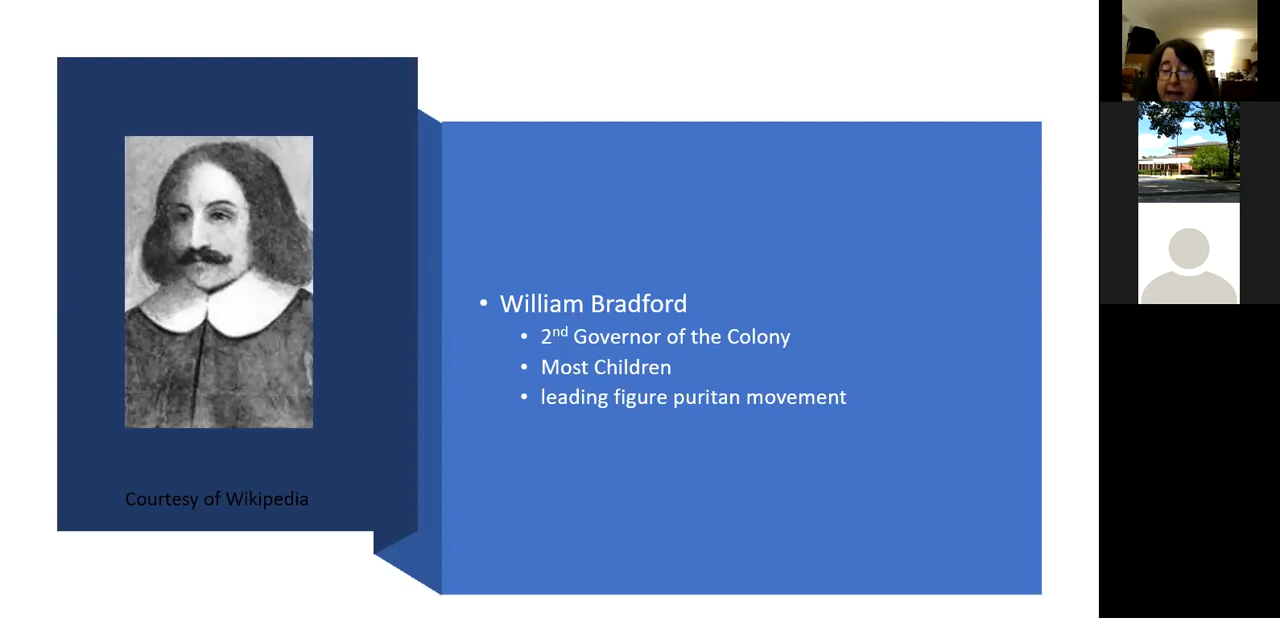 William Bradford
2nd Governor of the Colony
Most Children
leading figure puritan movement
Courtesy of Wikipedia